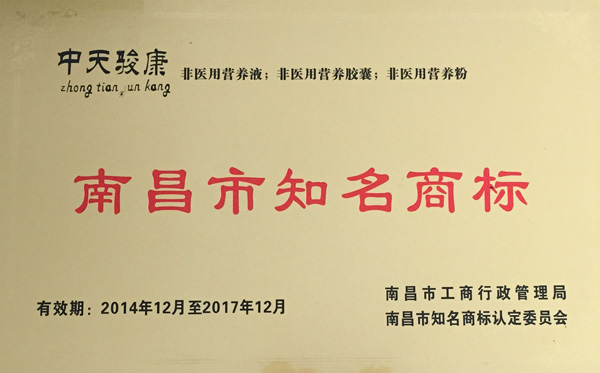 中天骏康 非医用营养液；非医用营养胶囊；非医用营养粉
zhong tian jun kang
南昌市知名商标
有效期：2014年12月至2017年12月
南昌市工商行政管理局
南昌市知名商标认定委员会